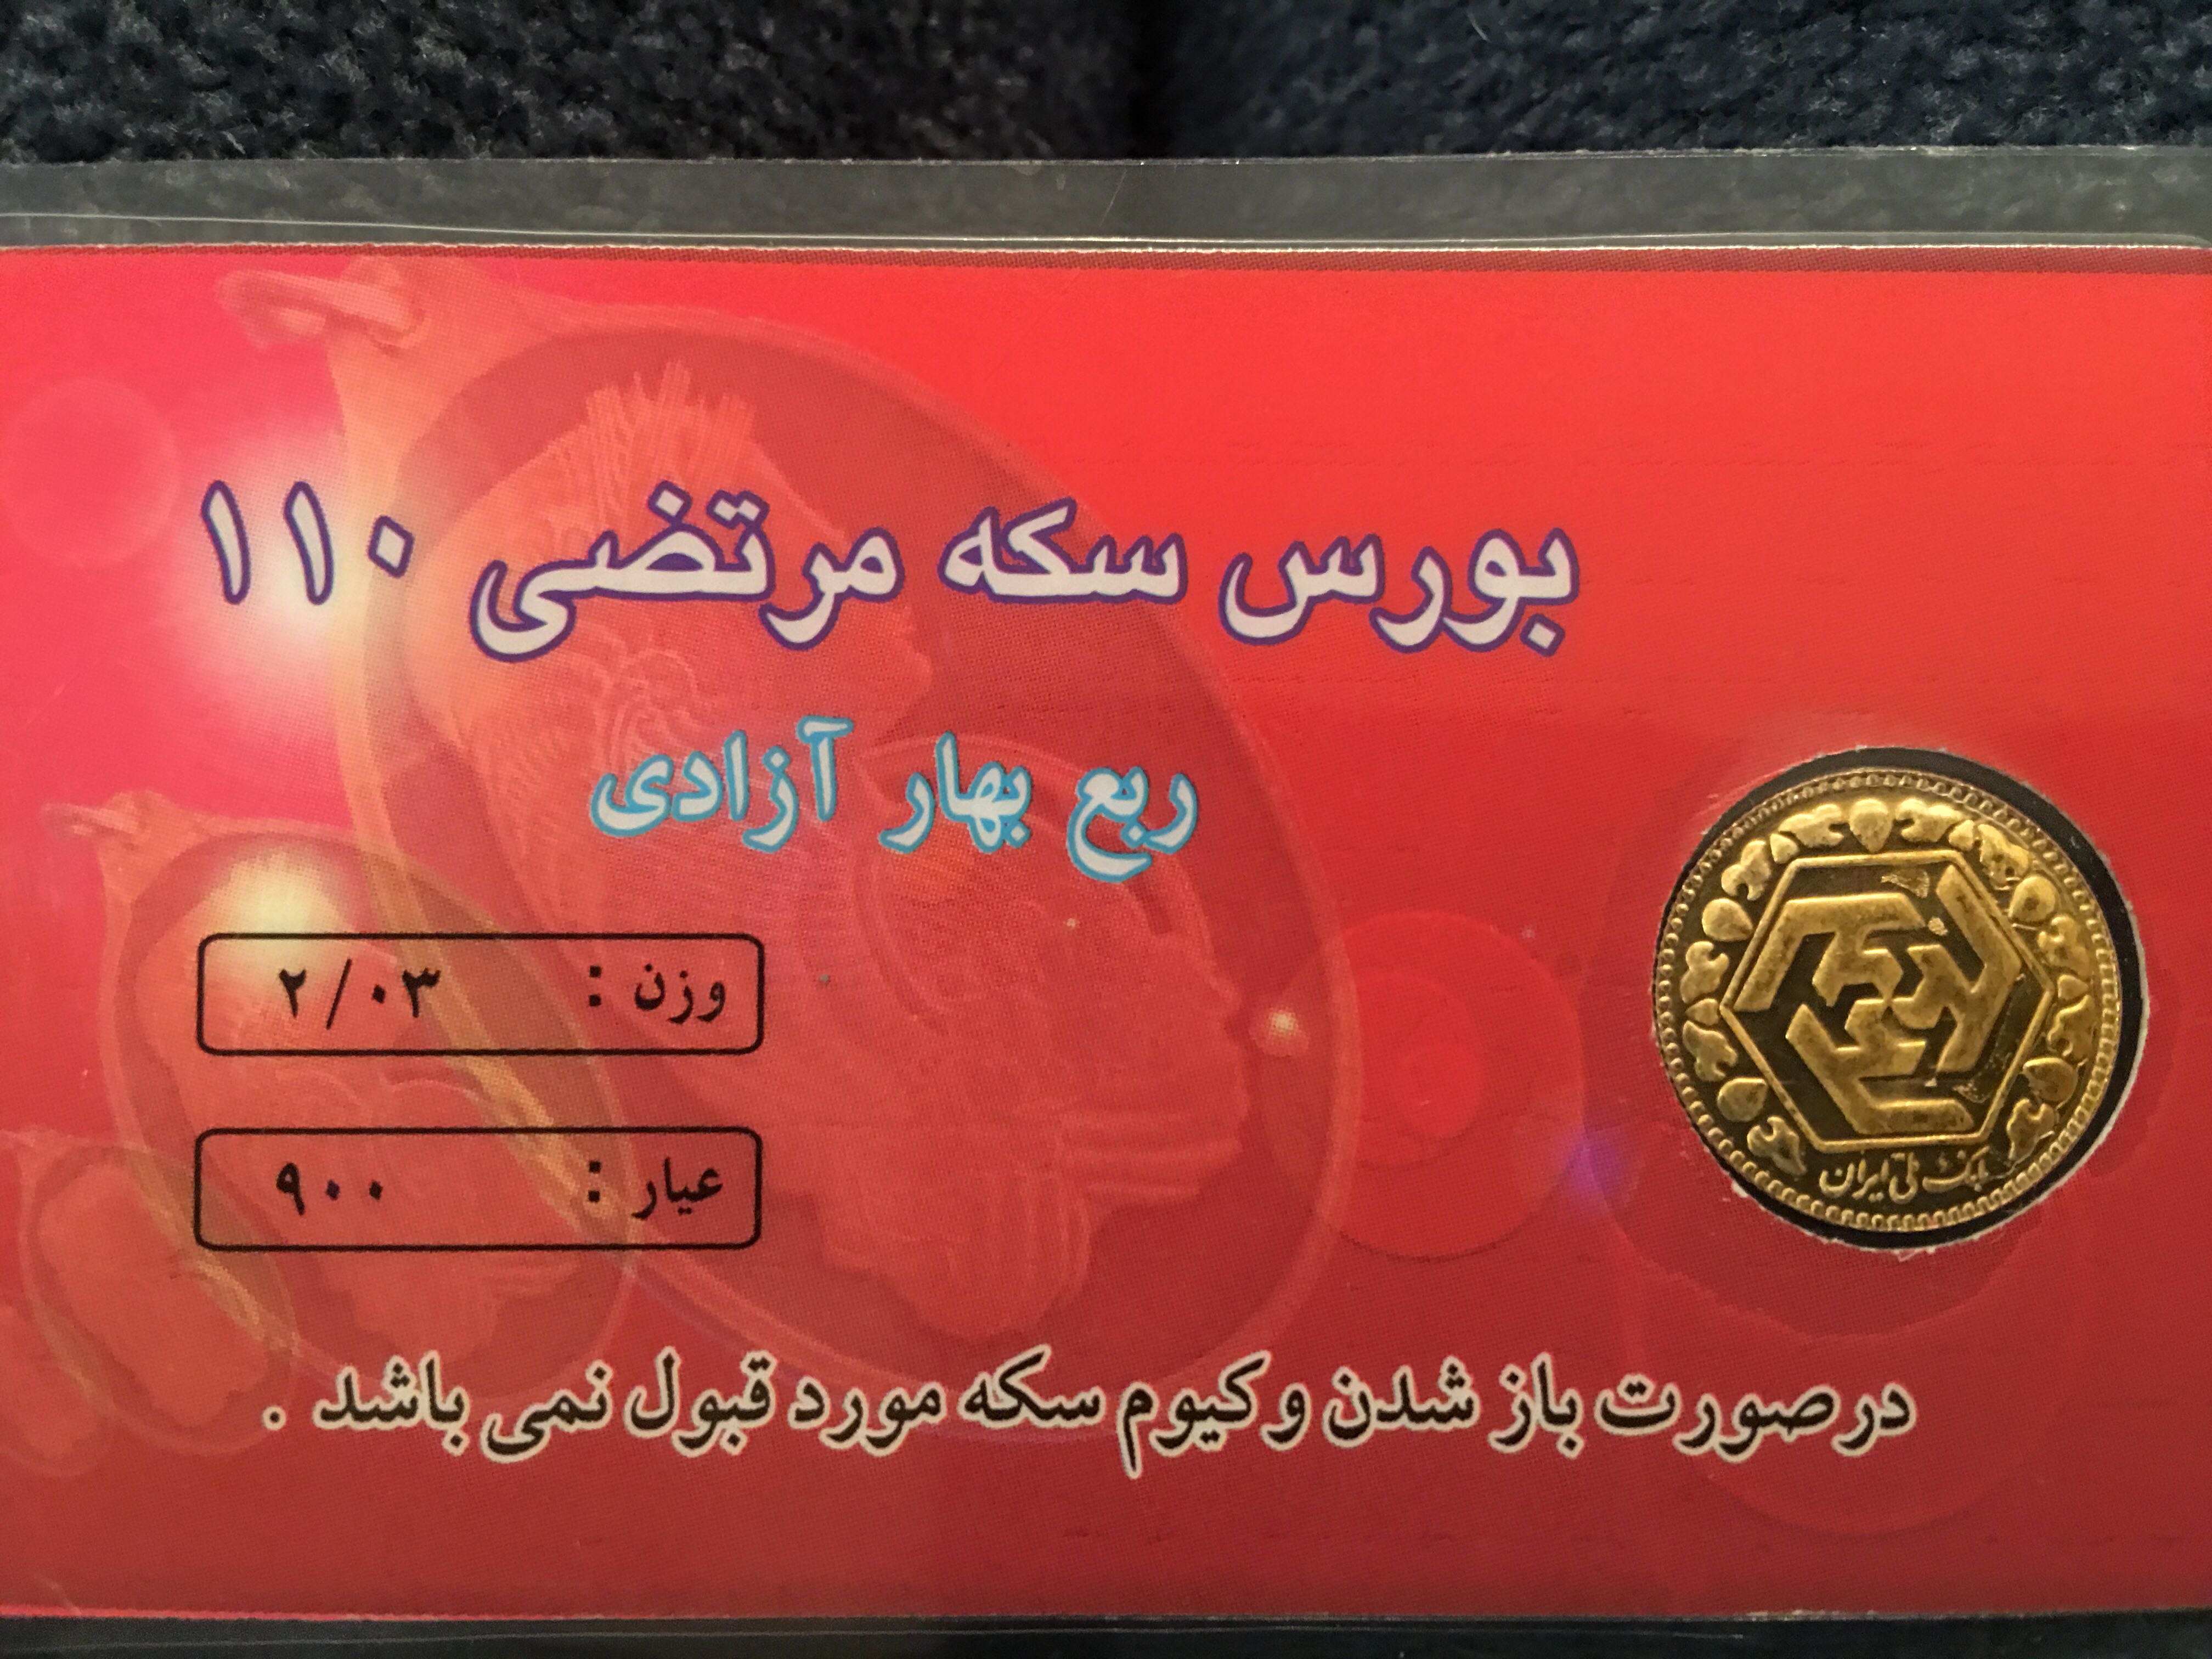 بورس سکه مرتضی ۱۱۰
ربع بهار آزادی
وزن : ۲/۰۳
عیار : ۹۰۰
بانک ملی ایران
درصورت باز شدن وکیوم سکه مورد قبول نمی باشد .